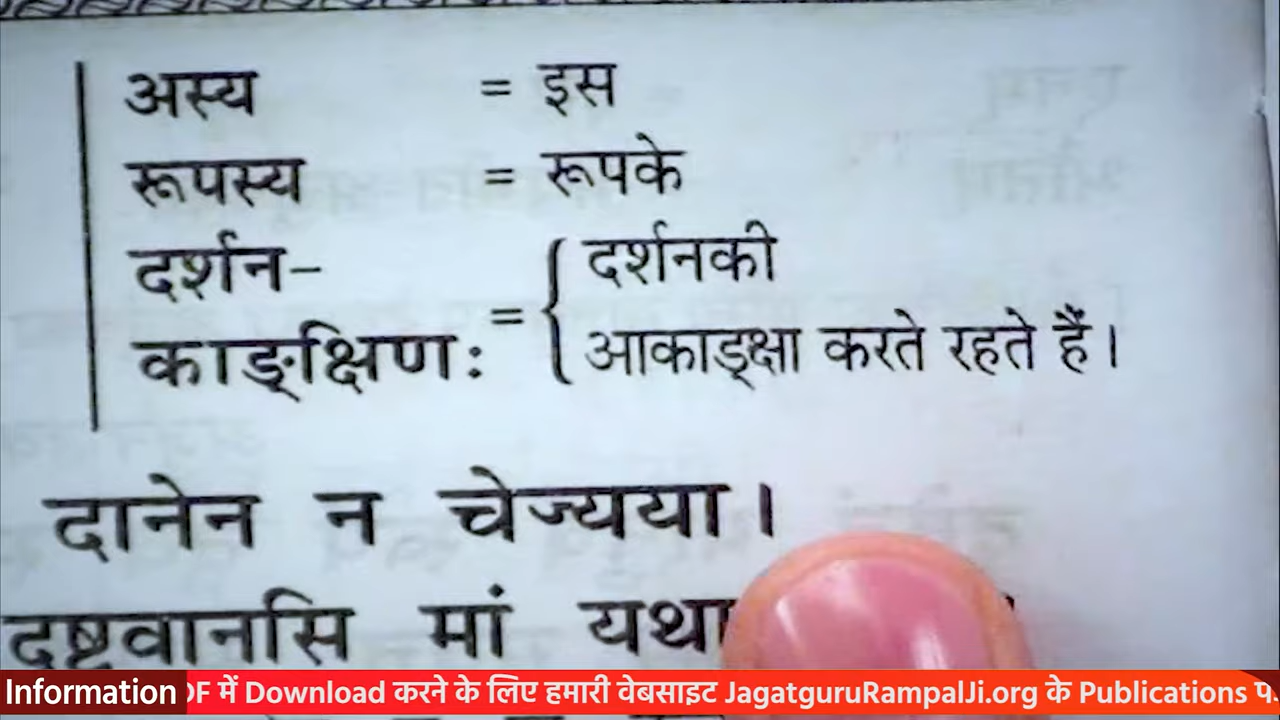 अस्य = इस
रूपस्य = रूपके
दर्शन- दर्शनकी
काङ्क्षिणः = { आकाङ्क्षा करते रहते हैं।
दानेन न चेज्यया।
दृष्टवानसि मां यथा
Information DF में Download करने के लिए हमारी वेबसाइट JagatguruRampalJi.org के Publications